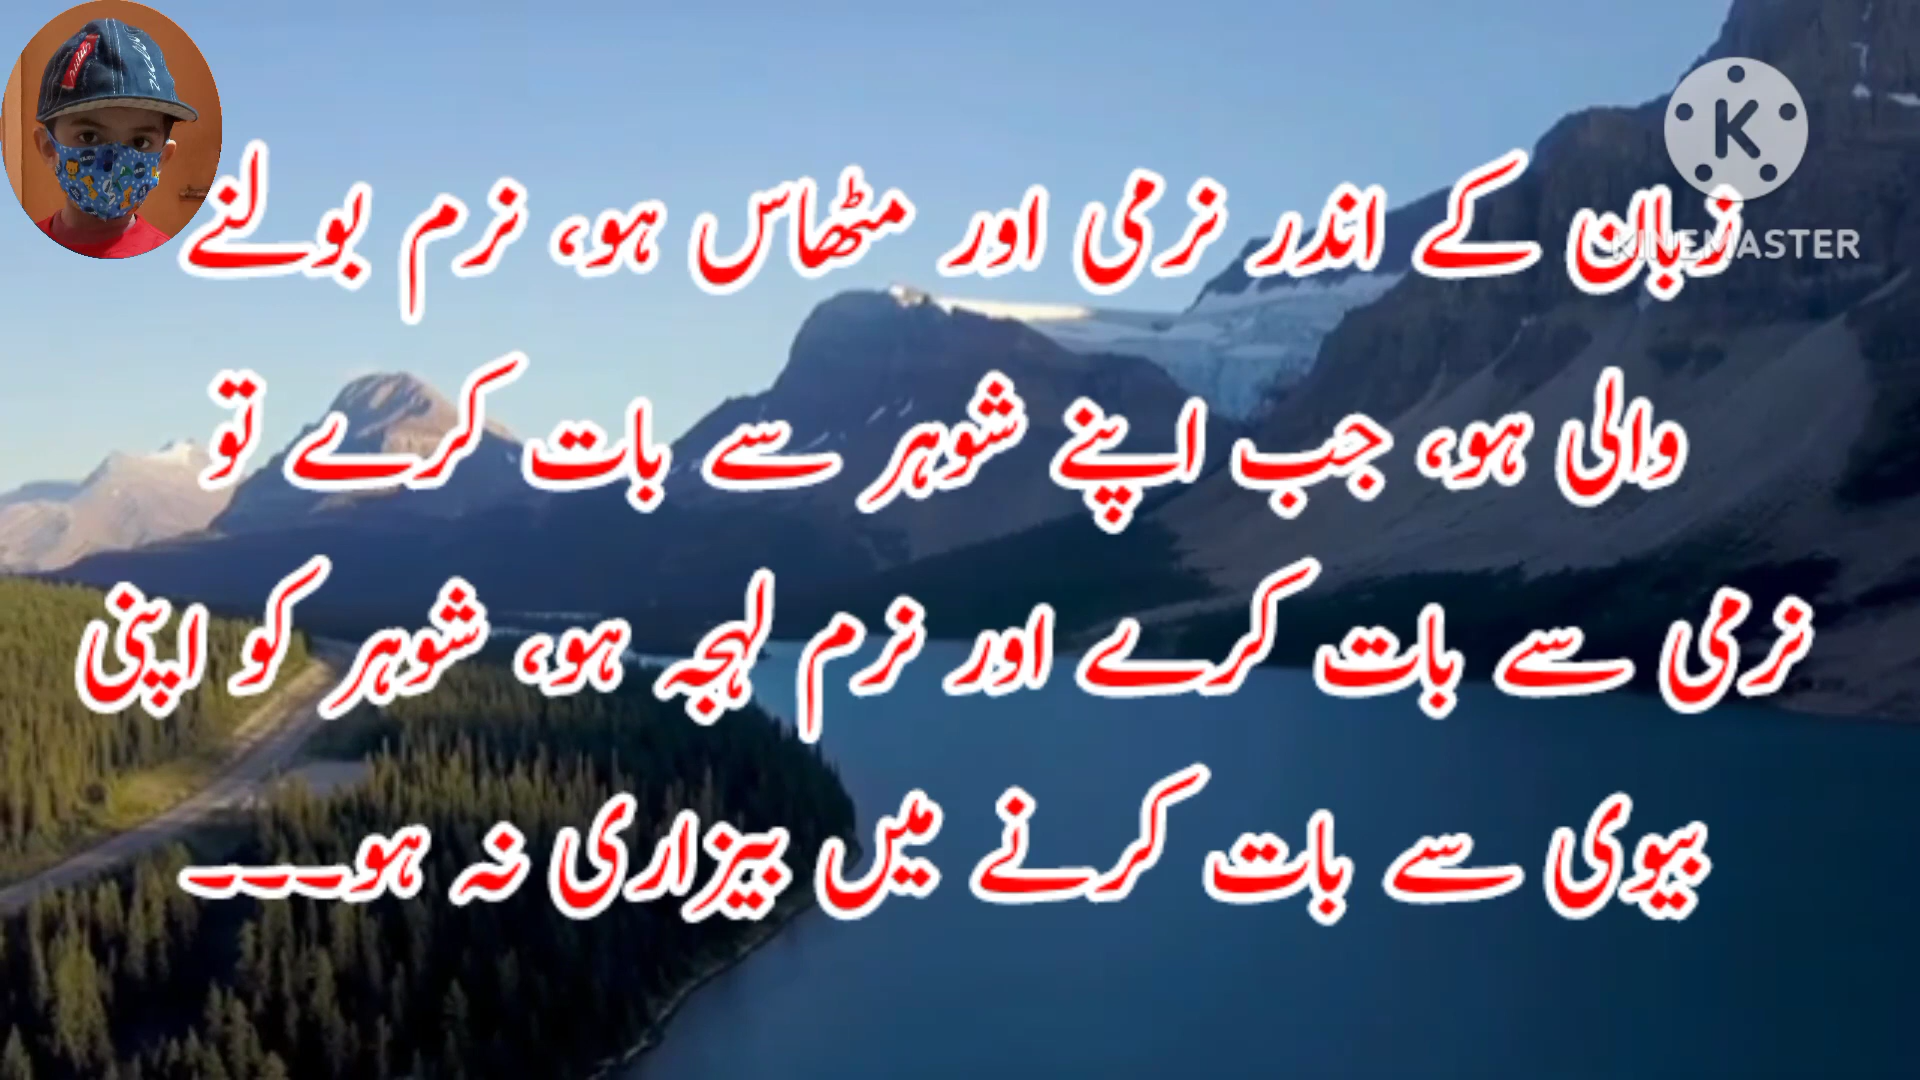 زبان کے اندر نرمی اور مٹھاس ہو، نرم بولنے
والی ہو، جب اپنے شوہر سے بات کرے تو
نرمی سے بات کرے اور نرم لہجہ ہو، شوہر کو اپنی
بیوی سے بات کرنے میں بیزاری نہ ہو۔۔۔۔
K
KINEMASTER